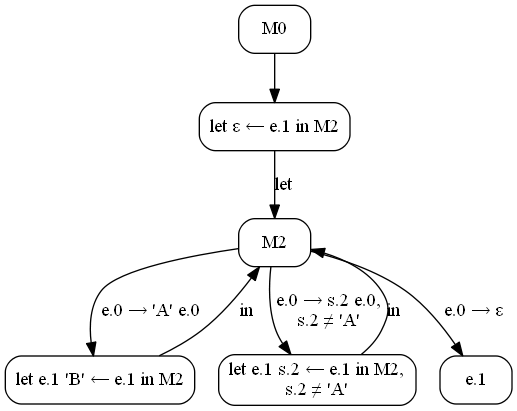 M0
let ε ← e.1 in M2
let
M2
e.0 → 'A' e.0
in
e.0 → s.2 e.0,
s.2 ≠ 'A'
in
e.0 → ε
let e.1 'B' ← e.1 in M2
let e.1 s.2 ← e.1 in M2,
s.2 ≠ 'A'
e.1